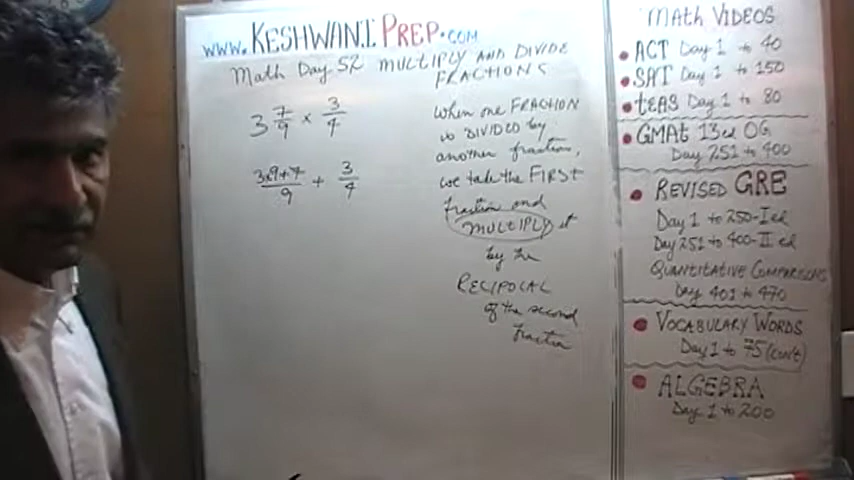 www.KESHWANIPREP.COM
Math Day 52 MULTIPLY AND DIVIDE
FRACTIONS
3 7/9 × 3/4
3×9+7/9 + 3/4
When one FRACTION
is DIVIDED by
another fraction,
we take the FIRST
fraction and
MULTIPLY it
by the
RECIPOCAL
of the second
fraction
Math VIDEOS
ACT Day 1 to 40
SAT Day 1 to 150
tEAS Day 1 to 80
GMAt 13ed OG
Day 251 to 400
REVISED GRE
Day 1 to 250-I ed
Day 251 to 400-II ed
QUANTITATIVE COMPARISONS
Day 401 to 470
VOCABULARY WORDS
Day 1 to 75 (con't)
ALGEBRA
Day 1 to 200